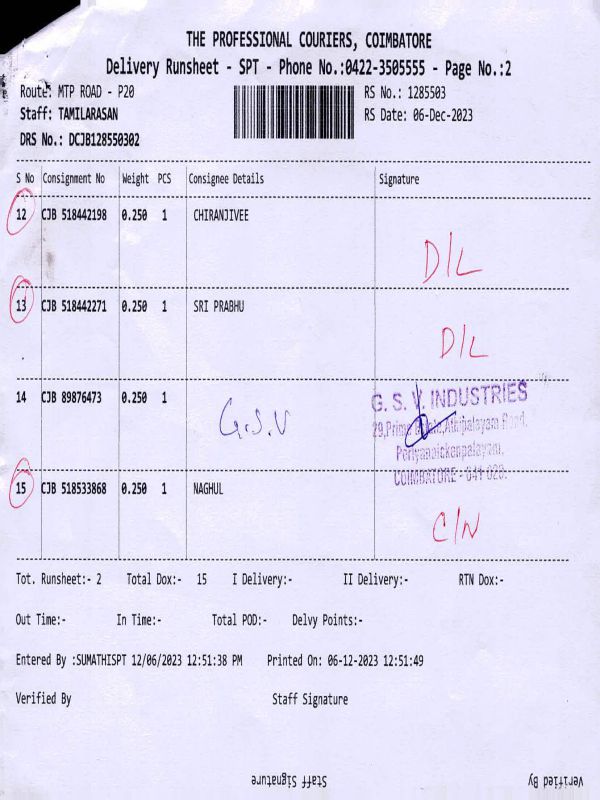 THE PROFESSIONAL COURIERS, COIMBATORE
Delivery Runsheet - SPT - Phone No.:0422-3505555 - Page No.:2
Route: MTP ROAD - P20 RS No.: 1285503
Staff: TAMILARASAN RS Date: 06-Dec-2023
DRS No.: DCJB128550302
S No Consignment No Weight PCS Consignee Details Signature
12 CJB 518442198 0.250 1 CHIRANJIVEE
D/L
13 CJB 518442271 0.250 1 SRI PRABHU
D/L
14 CJB 89876473 0.250 1
G.S.V
G. S. V. INDUSTRIES
29,Prime Road,
Periyanaickenpalayam,
COIMBATORE - 641 020.
15 CJB 518533868 0.250 1 NAGHUL
C/N
Tot. Runsheet:- 2 Total Dox:- 15 I Delivery:- II Delivery:- RTN Dox:-
Out Time:- In Time:- Total POD:- Delvy Points:-
Entered By :SUMATHISPT 12/06/2023 12:51:38 PM Printed On: 06-12-2023 12:51:49
Verified By Staff Signature
Staff Signature Verified By